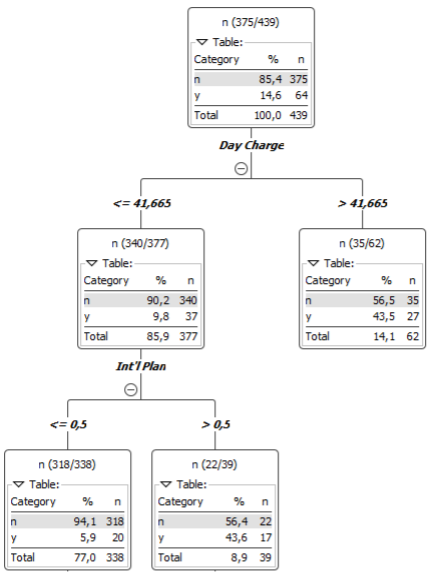 n (375/439)
Table:
Category % n
n 85,4 375
y 14,6 64
Total 100,0 439
Day Charge
<= 41,665
> 41,665
n (340/377)
Table:
Category % n
n 90,2 340
y 9,8 37
Total 85,9 377
n (35/62)
Table:
Category % n
n 56,5 35
y 43,5 27
Total 14,1 62
Int'l Plan
<= 0,5
> 0,5
n (318/338)
Table:
Category % n
n 94,1 318
y 5,9 20
Total 77,0 338
n (22/39)
Table:
Category % n
n 56,4 22
y 43,6 17
Total 8,9 39